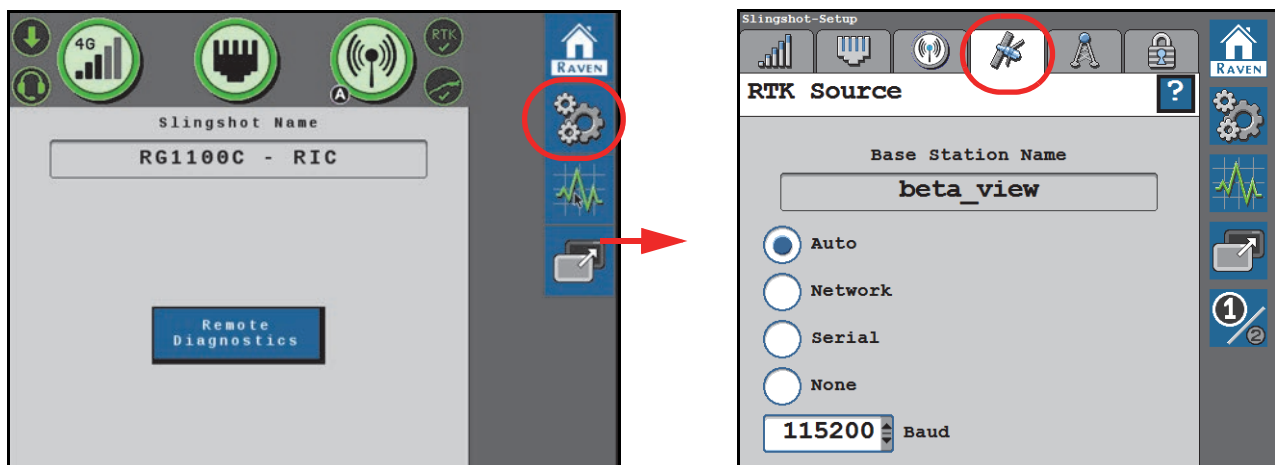 4G
RTK
A
RAVEN
Slingshot Name
RG1100C - RIC
Remote
Diagnostics
Slingshot-Setup
RAVEN
RTK Source
?
Base Station Name
beta_view
Auto
Network
Serial
None
115200 Baud
1/2